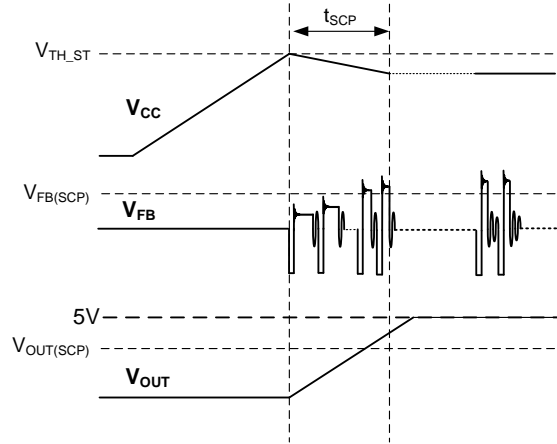 tSCP
VTH_ST
VCC
VFB(SCP)
VFB
5V
VOUT(SCP)
VOUT